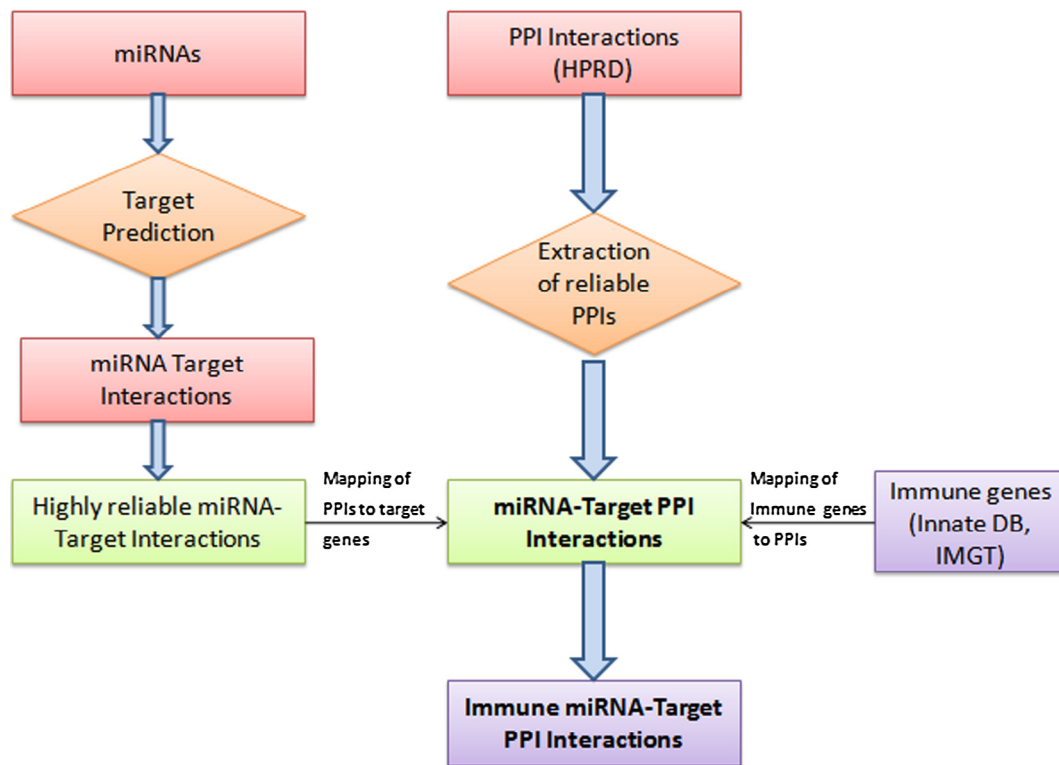 miRNAs
PPI Interactions
(HPRD)
Target
Prediction
Extraction
of reliable
PPIs
miRNA Target
Interactions
Highly reliable miRNA-
Target Interactions
Mapping of
PPIs to target
genes
miRNA-Target PPI
Interactions
Mapping of
Immune genes
to PPIs
Immune genes
(Innate DB,
IMGT)
Immune miRNA-Target
PPI Interactions